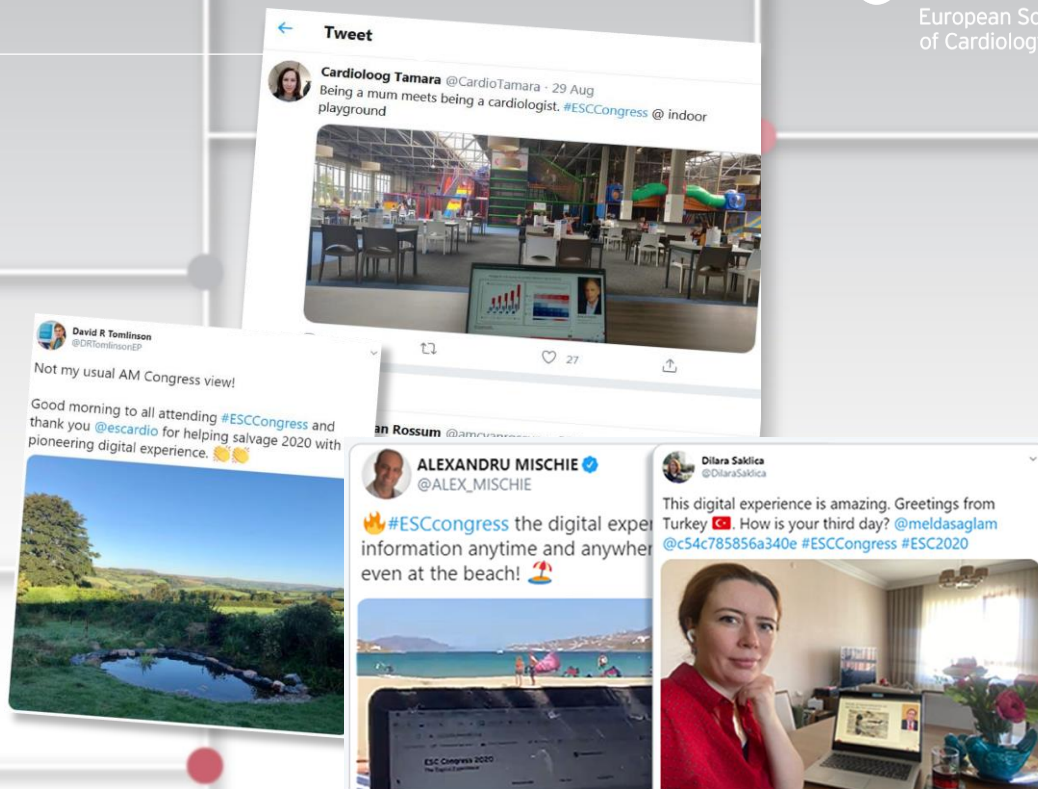 European So
of Cardiolog
Tweet
Cardioloog Tamara @CardioTamara · 29 Aug
Being a mum meets being a cardiologist. #ESCCongress @ indoor
playground
27
David R Tomlinson
@DRTomlinsonEP
Not my usual AM Congress view!
Good morning to all attending #ESCCongress and
thank you @escardio for helping salvage 2020 with
pioneering digital experience. 👏👏
an Rossum
ALEXANDRU MISCHIE
@ALEX_MISCHIE
🔥#ESCcongress the digital exper
information anytime and anywher
even at the beach! 🏖️
ESC Congress 2020
The Digital Experience
Dilara Saklica
@DilaraSaklica
This digital experience is amazing. Greetings from
Turkey 🇹🇷. How is your third day? @meldasaglam
@c54c785856a340e #ESCCongress #ESC2020